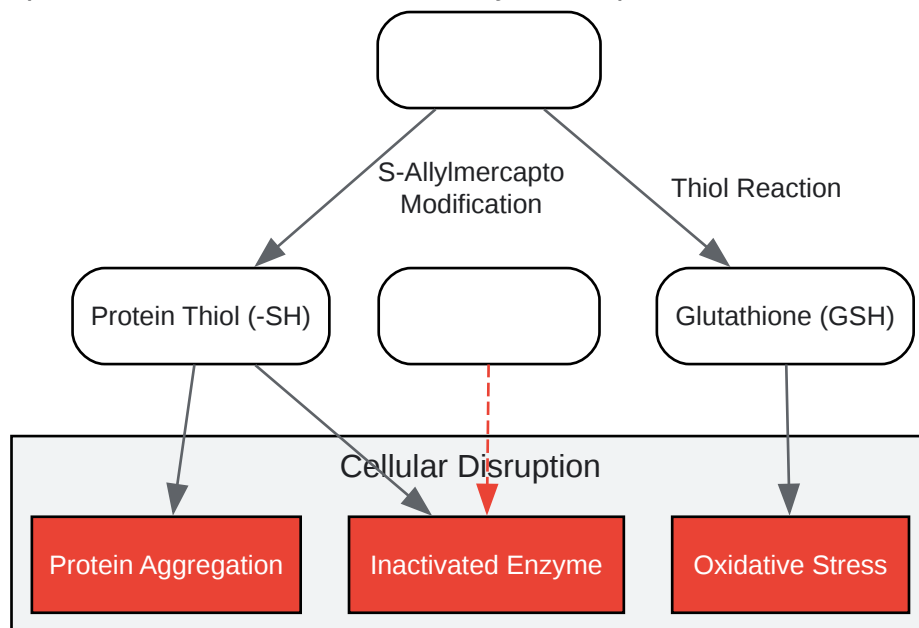 S-Allylmercapto
Modification
Thiol Reaction
Protein Thiol (-SH)
Glutathione (GSH)
Cellular Disruption
Protein Aggregation
Inactivated Enzyme
Oxidative Stress